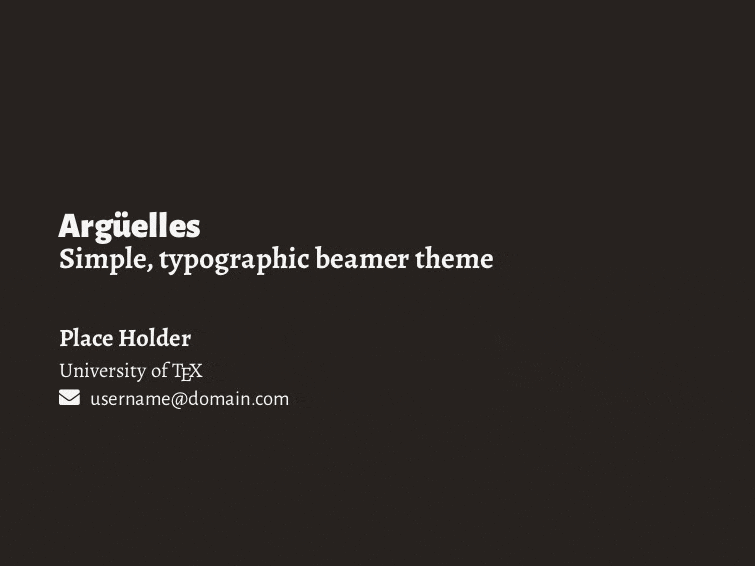 Argüelles
Simple, typographic beamer theme
Place Holder
University of TEX
username@domain.com